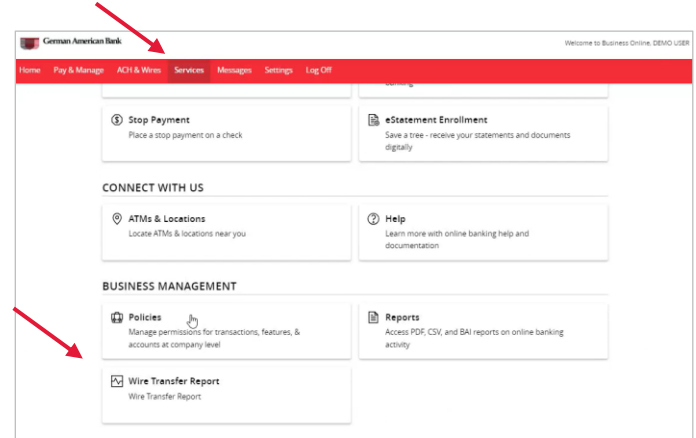 German American Bank
Welcome to Business Online, DEMO USER
Home Pay & Manage ACH & Wires Services Messages Settings Log Off
Stop Payment
Place a stop payment on a check
eStatement Enrollment
Save a tree - receive your statements and documents
digitally
CONNECT WITH US
ATMs & Locations
Locate ATMs & locations near you
Help
Learn more with online banking help and
documentation
BUSINESS MANAGEMENT
Policies
Manage permissions for transactions, features, &
accounts at company level
Reports
Access PDF, CSV, and BAI reports on online banking
activity
Wire Transfer Report
Wire Transfer Report